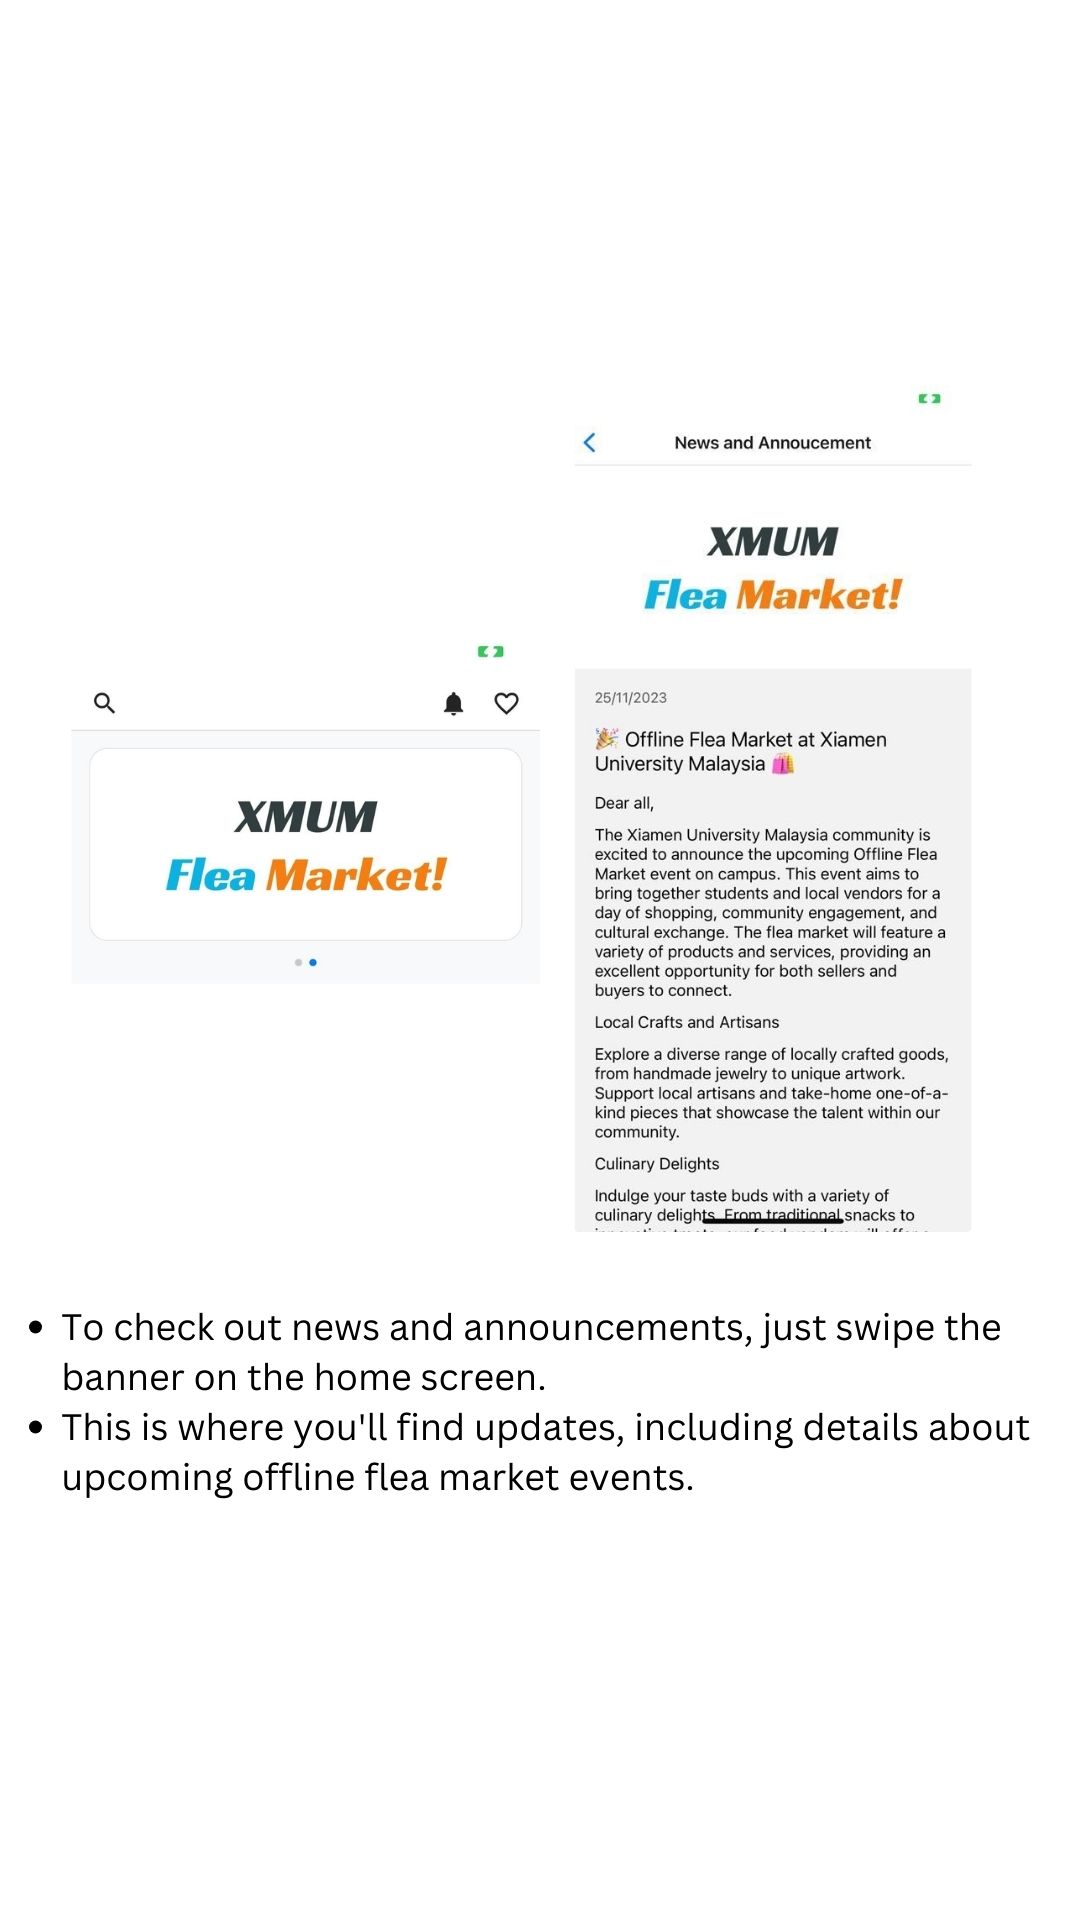 XMUM
Flea Market!
News and Annoucement
XMUM
Flea Market!
25/11/2023
🎉 Offline Flea Market at Xiamen
University Malaysia 🛍️
Dear all,
The Xiamen University Malaysia community is
excited to announce the upcoming Offline Flea
Market event on campus. This event aims to
bring together students and local vendors for a
day of shopping, community engagement, and
cultural exchange. The flea market will feature a
variety of products and services, providing an
excellent opportunity for both sellers and
buyers to connect.
Local Crafts and Artisans
Explore a diverse range of locally crafted goods,
from handmade jewelry to unique artwork.
Support local artisans and take-home one-of-a-
kind pieces that showcase the talent within our
community.
Culinary Delights
Indulge your taste buds with a variety of
culinary delights. From traditional snacks to
• To check out news and announcements, just swipe the
banner on the home screen.
• This is where you'll find updates, including details about
upcoming offline flea market events.